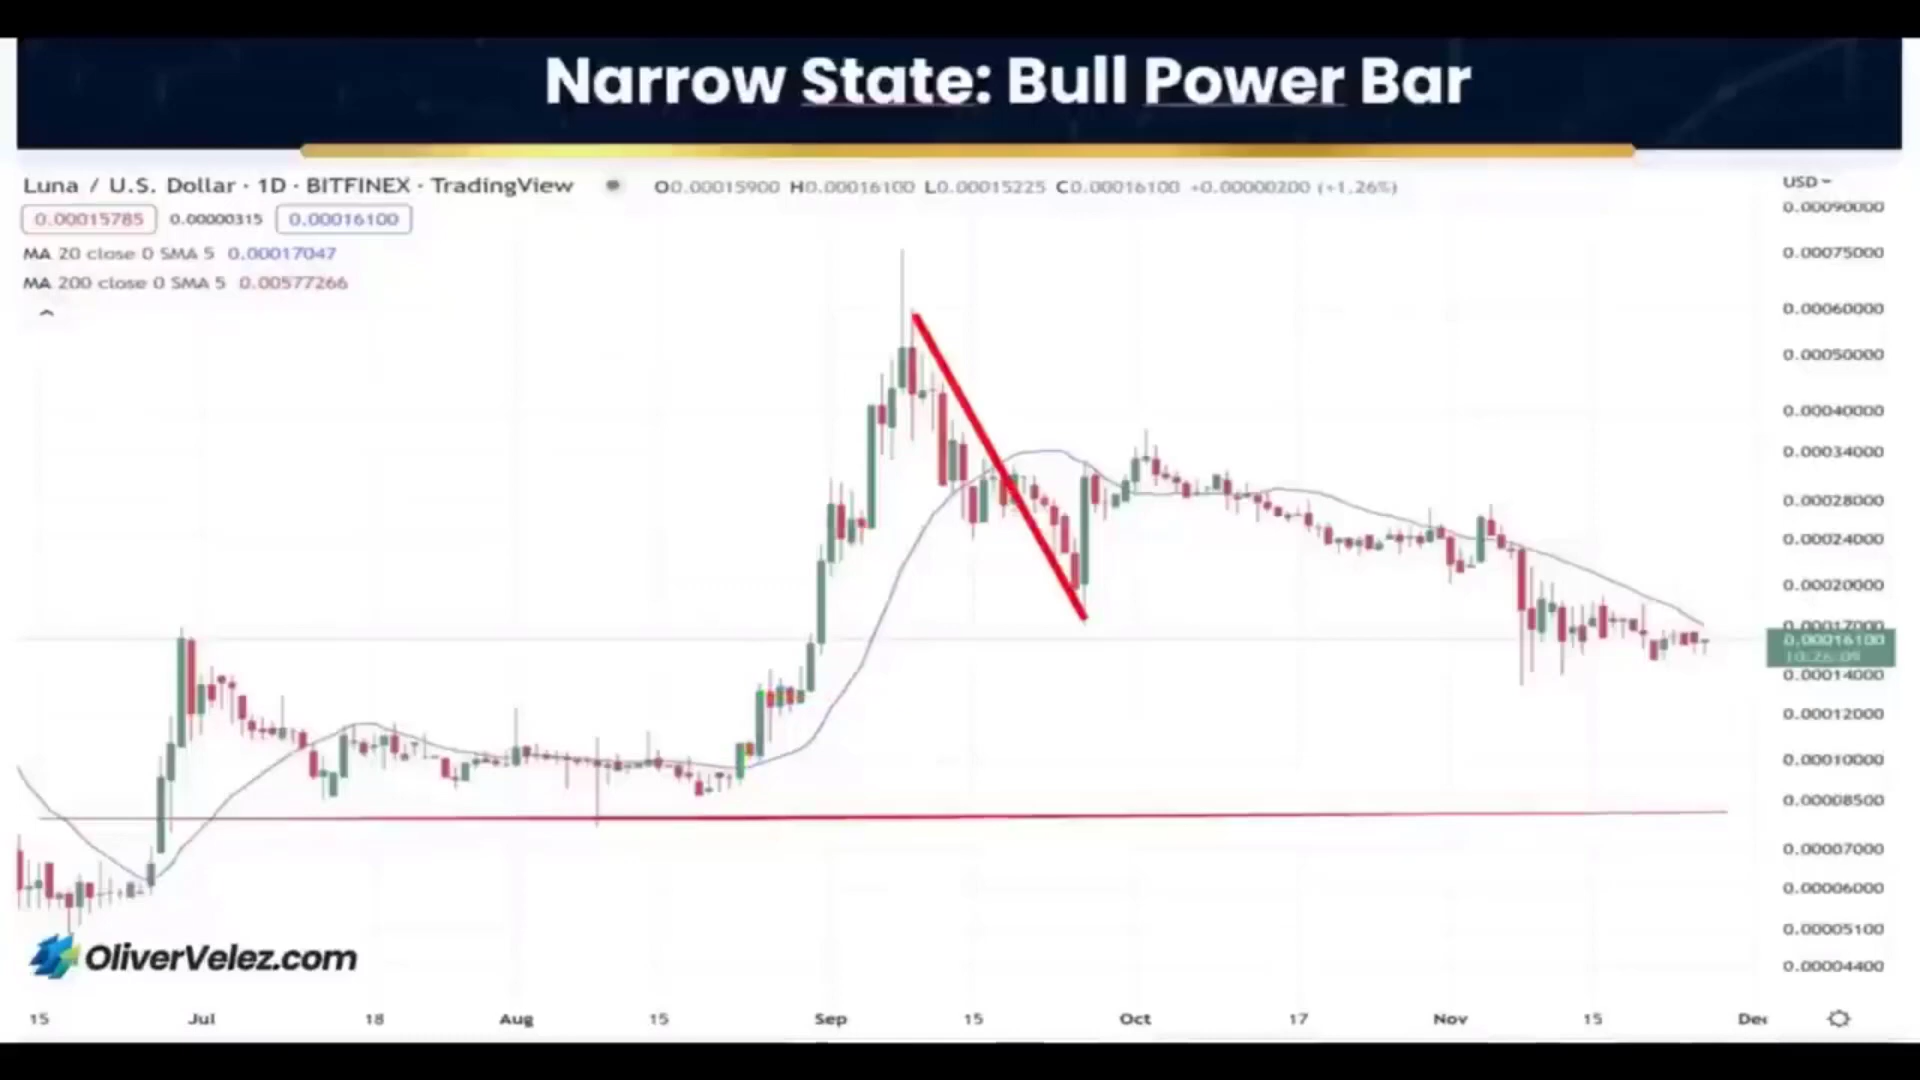 Narrow State: Bull Power Bar
Luna / U.S. Dollar · 1D · BITFINEX · TradingView O0.00015900 H0.00016100 L0.00015225 C0.00016100 +0.00000200 (+1.26%)
USD
0.00015785 0.00000315 0.00016100
MA 20 close 0 SMA 5 0.00017047
MA 200 close 0 SMA 5 0.00577266
0.00090000
0.00075000
0.00060000
0.00050000
0.00040000
0.00034000
0.00028000
0.00024000
0.00020000
0.00017000
0.00016100
0.00014000
0.00012000
0.00010000
0.00008500
0.00007000
0.00006000
0.00005100
0.00004400
OliverVelez.com
15 Jul 18 Aug 15 Sep 15 Oct 17 Nov 15 Dec